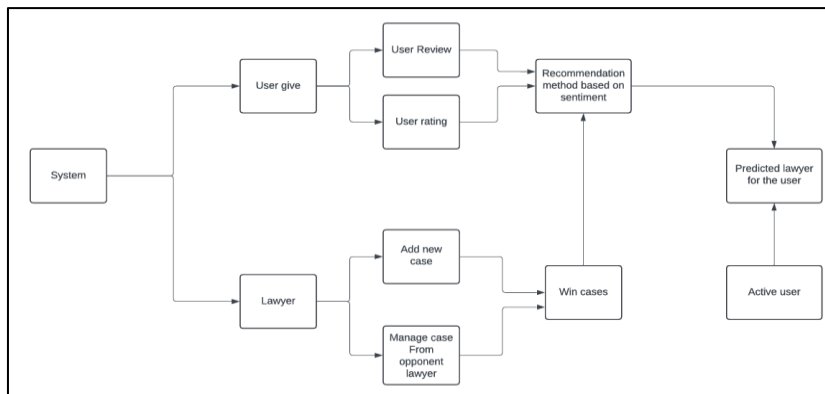 System
User give
User Review
User rating
Recommendation
method based on
sentiment
Predicted lawyer
for the user
Lawyer
Add new
case
Manage case
From
opponent
lawyer
Win cases
Active user